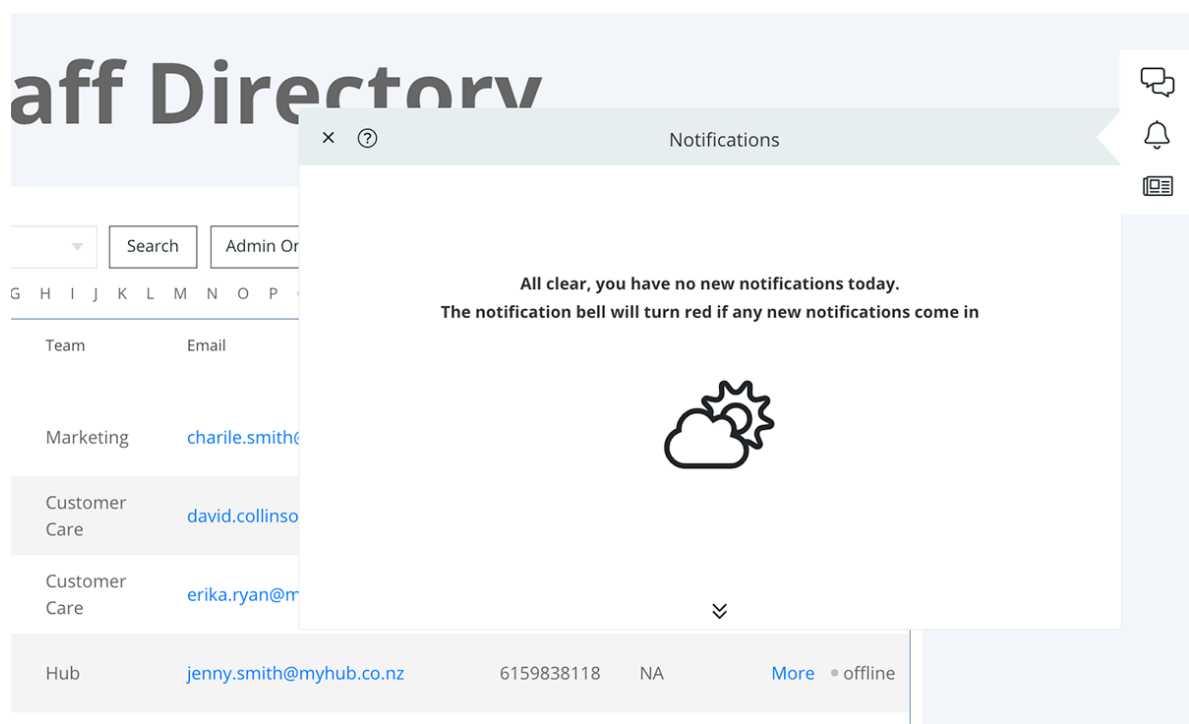 aff Directory
Notifications
Search
Admin Or
G H I J K L M N O P
All clear, you have no new notifications today.
The notification bell will turn red if any new notifications come in
Team Email
Marketing charile.smith@
Customer
Care
david.collinso
Customer
Care
erika.ryan@m
Hub jenny.smith@myhub.co.nz 6159838118 NA More offline